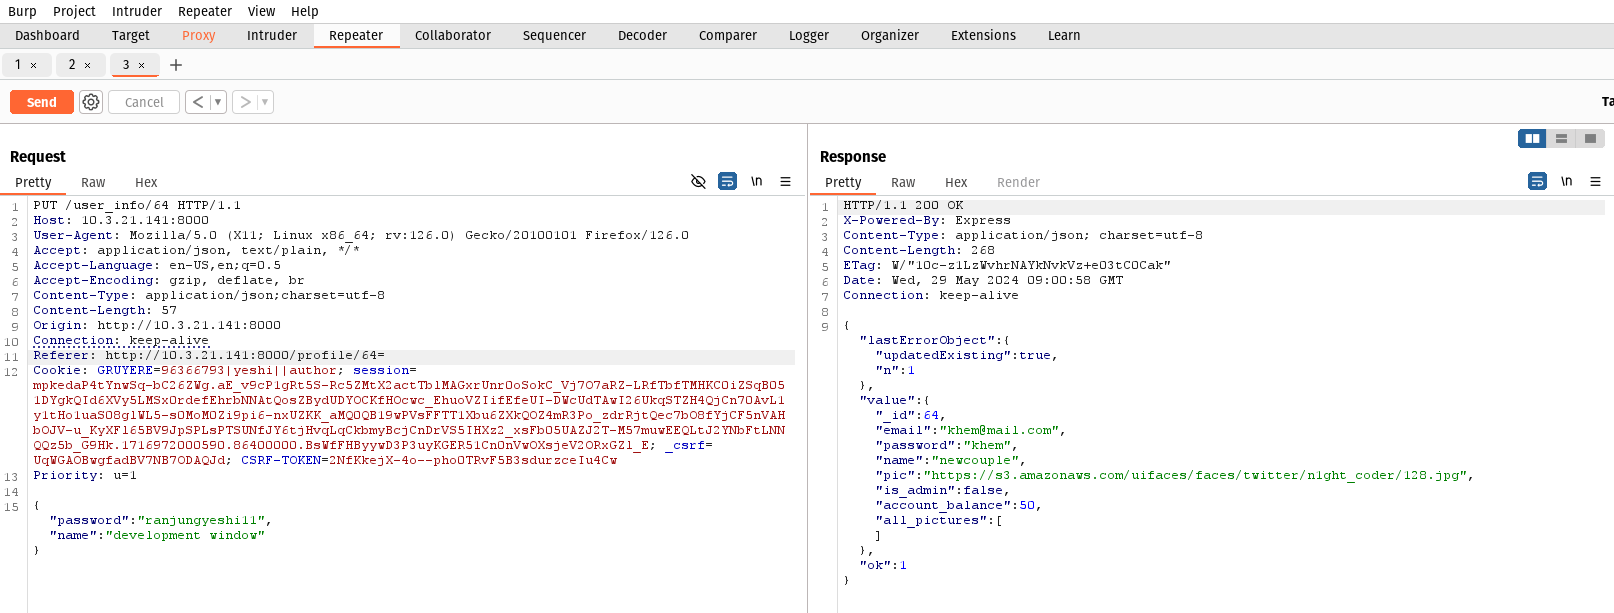 Burp Project Intruder Repeater View Help
Dashboard Target Proxy Intruder Repeater Collaborator Sequencer Decoder Comparer Logger Organizer Extensions Learn
1 × 2 × 3 × +
Send Cancel < > Ta
Request
Pretty Raw Hex \n
1 PUT /user_info/64 HTTP/1.1
2 Host: 10.3.21.141:8000
3 User-Agent: Mozilla/5.0 (X11; Linux x86_64; rv:126.0) Gecko/20100101 Firefox/126.0
4 Accept: application/json, text/plain, */*
5 Accept-Language: en-US,en;q=0.5
6 Accept-Encoding: gzip, deflate, br
7 Content-Type: application/json;charset=utf-8
8 Content-Length: 57
9 Origin: http://10.3.21.141:8000
10 Connection: keep-alive
11 Referer: http://10.3.21.141:8000/profile/64=
12 Cookie: GRUYERE=96366793|yeshi||author; session=
mpkedaP4tYnwSq-bC26ZWg.aE_v9cP1gRt5S-Rc5ZMtX2actTblMAGxrUnr0oSokC_Vj7O7aRZ-LRfTbfTMHKC0iZSqB05
1DYgkQId6XVy5LMSx0rdefEhrbNNAtQosZBydUDYOCKfHOcwc_EhuoVZIifEfeUI-DWcUdTAwI26UkqSTZH4QjCn70AvL1
y1tHo1uaS08g1WL5-s0MoM0Zi9pi6-nxUZKK_aMQ0QB19wPVsFFTT1Xbu6ZXkQOZ4mR3Po_zdrRjtQec7bO8fYjCF5nVAH
bOJV-u_KyXF165BV9JpSPLsPTSUNfJY6tjHvqLqCkbmyBcjCnDrVS5IHXz2_xsFb05UAZJ2T-M57muwEEQLtJ2YNbFtLNN
QQz5b_G9Hk.1716972000590.86400000.BsWfFHByywD3P3uyKGER51Cn0nVwOXsjeV2ORxGZ1_E; _csrf=
UqWGAOBwgfadBV7NB7ODAQJd; CSRF-TOKEN=2NfKkejX-4o--pho0TRvF5B3sdurzceIu4Cw
13 Priority: u=1
14
15 {
"password":"ranjungyeshi11",
"name":"development window"
}
Response
Pretty Raw Hex Render \n
1 HTTP/1.1 200 OK
2 X-Powered-By: Express
3 Content-Type: application/json; charset=utf-8
4 Content-Length: 268
5 ETag: W/"10c-z1LzWvhrNAYkNvkVz+e03tC0Cak"
6 Date: Wed, 29 May 2024 09:00:58 GMT
7 Connection: keep-alive
8
9 {
"lastErrorObject":{
"updatedExisting":true,
"n":1
},
"value":{
"_id":64,
"email":"khem@mail.com",
"password":"khem",
"name":"newcouple",
"pic":"https://s3.amazonaws.com/uifaces/faces/twitter/n1ght_coder/128.jpg",
"is_admin":false,
"account_balance":50,
"all_pictures":[
]
},
"ok":1
}